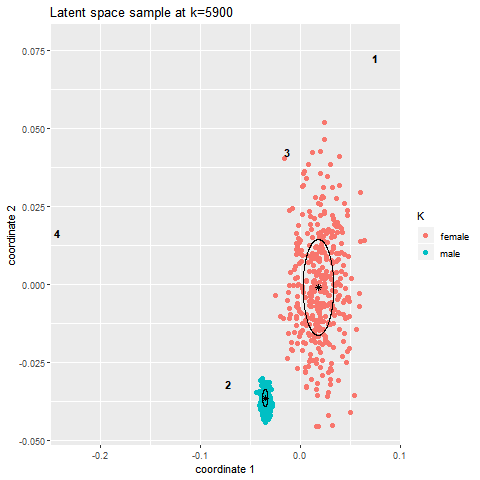 Latent space sample at k=5900
0.075
0.050
0.025
0.000
-0.025
-0.050
coordinate 2
1
3
4
2
K
female
male
-0.2
-0.1
0.0
0.1
coordinate 1